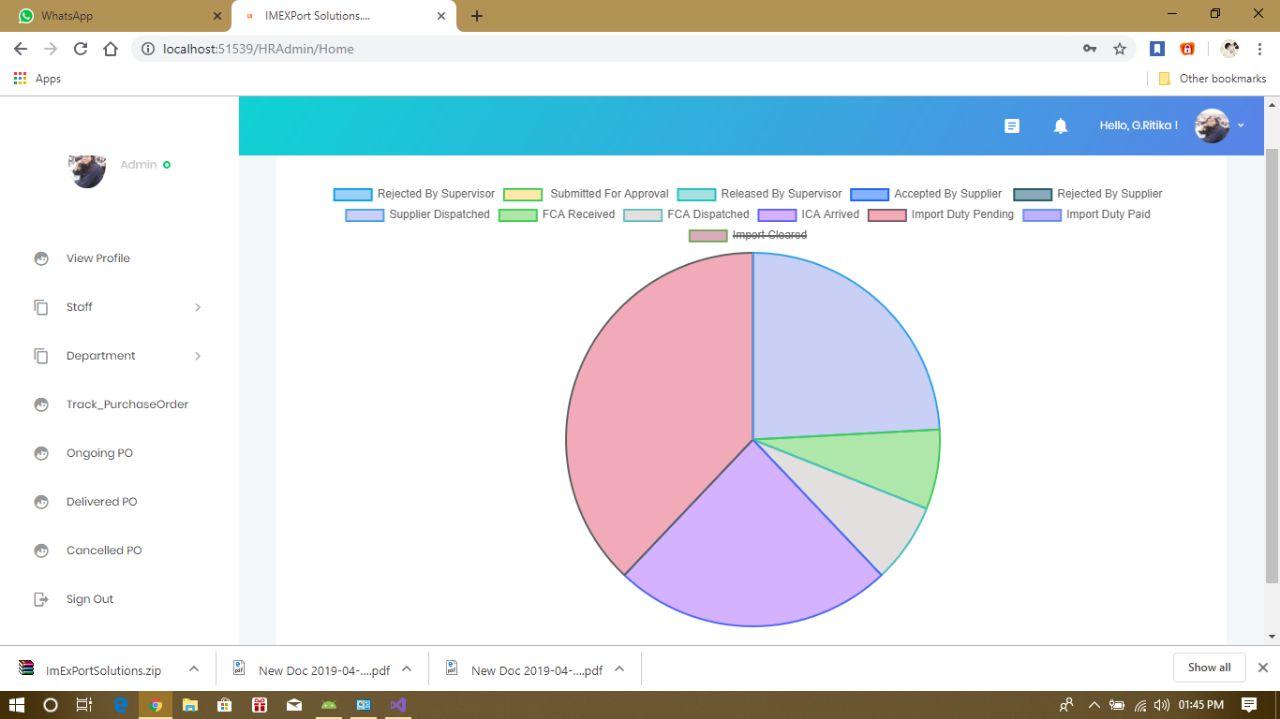 WhatsApp
IMEXPort Solutions....
localhost:51539/HRAdmin/Home
Apps
Other bookmarks
Hello, G.Ritika !
Admin
View Profile
Staff
Department
Track_PurchaseOrder
Ongoing PO
Delivered PO
Cancelled PO
Sign Out
Rejected By Supervisor Submitted For Approval Released By Supervisor Accepted By Supplier Rejected By Supplier
Supplier Dispatched FCA Received FCA Dispatched ICA Arrived Import Duty Pending Import Duty Paid
Import Cleared
ImExPortSolutions.zip New Doc 2019-04-....pdf New Doc 2019-04-....pdf Show all
01:45 PM